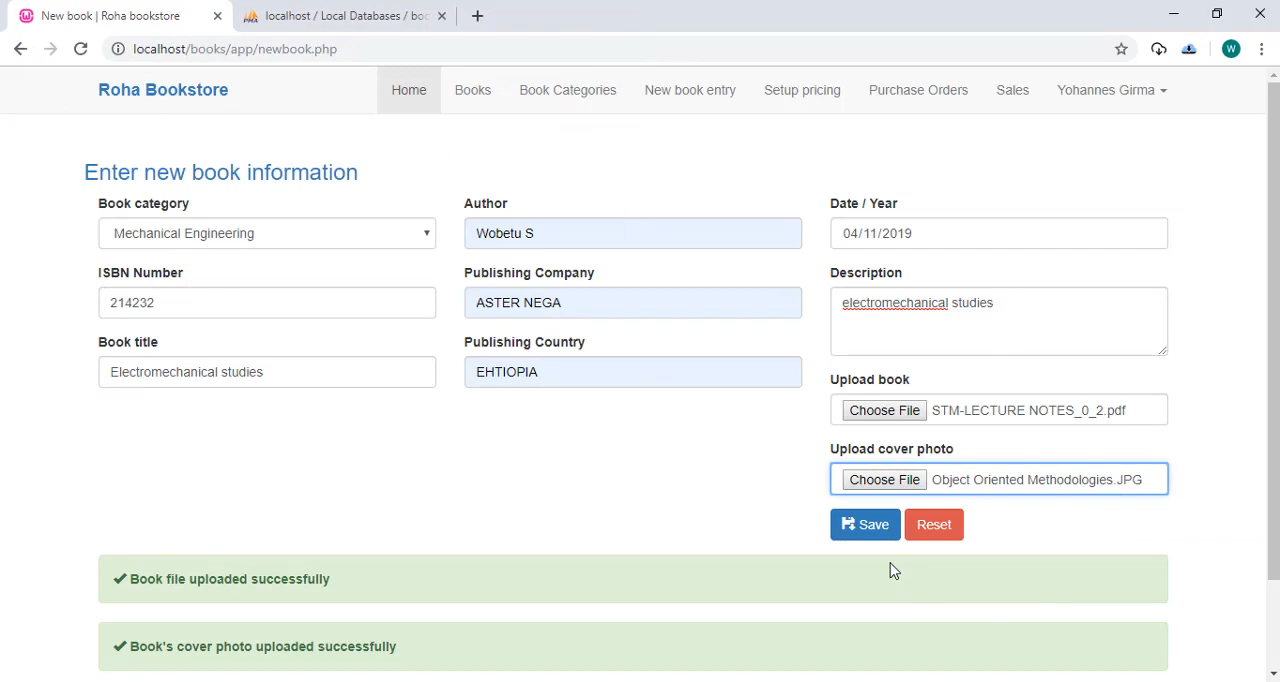 New book | Roha bookstore
localhost / Local Databases / boo
localhost/books/app/newbook.php
W
Roha Bookstore
Home
Books
Book Categories
New book entry
Setup pricing
Purchase Orders
Sales
Yohannes Girma
Enter new book information
Book category
Mechanical Engineering
ISBN Number
214232
Book title
Electromechanical studies
Author
Wobetu S
Publishing Company
ASTER NEGA
Publishing Country
EHTIOPIA
Date / Year
04/11/2019
Description
electromechanical studies
Upload book
Choose File STM-LECTURE NOTES_0_2.pdf
Upload cover photo
Choose File Object Oriented Methodologies.JPG
Save
Reset
Book file uploaded successfully
Book's cover photo uploaded successfully